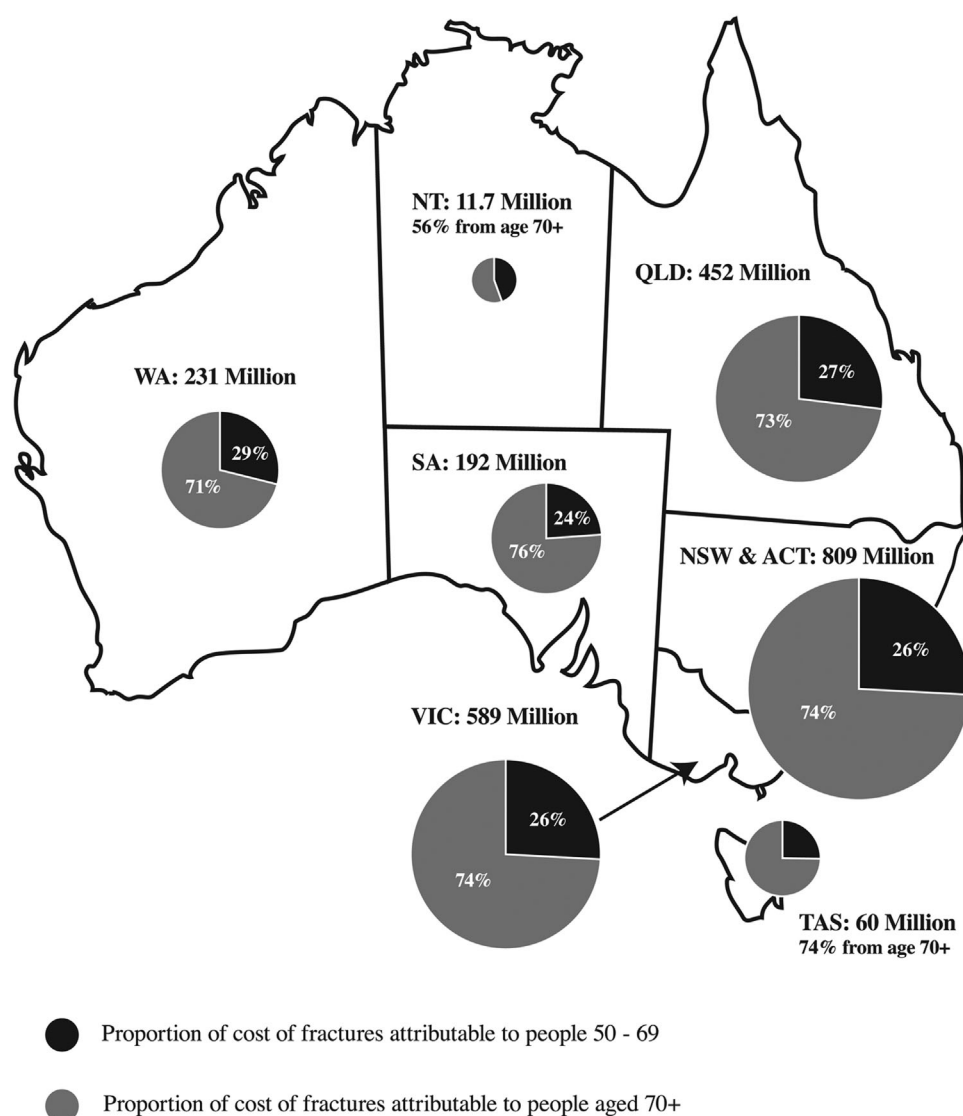 NT: 11.7 Million
56% from age 70+
QLD: 452 Million
27%
73%
WA: 231 Million
29%
71%
SA: 192 Million
24%
76%
NSW & ACT: 809 Million
26%
74%
VIC: 589 Million
26%
74%
TAS: 60 Million
74% from age 70+
Proportion of cost of fractures attributable to people 50 - 69
Proportion of cost of fractures attributable to people aged 70+